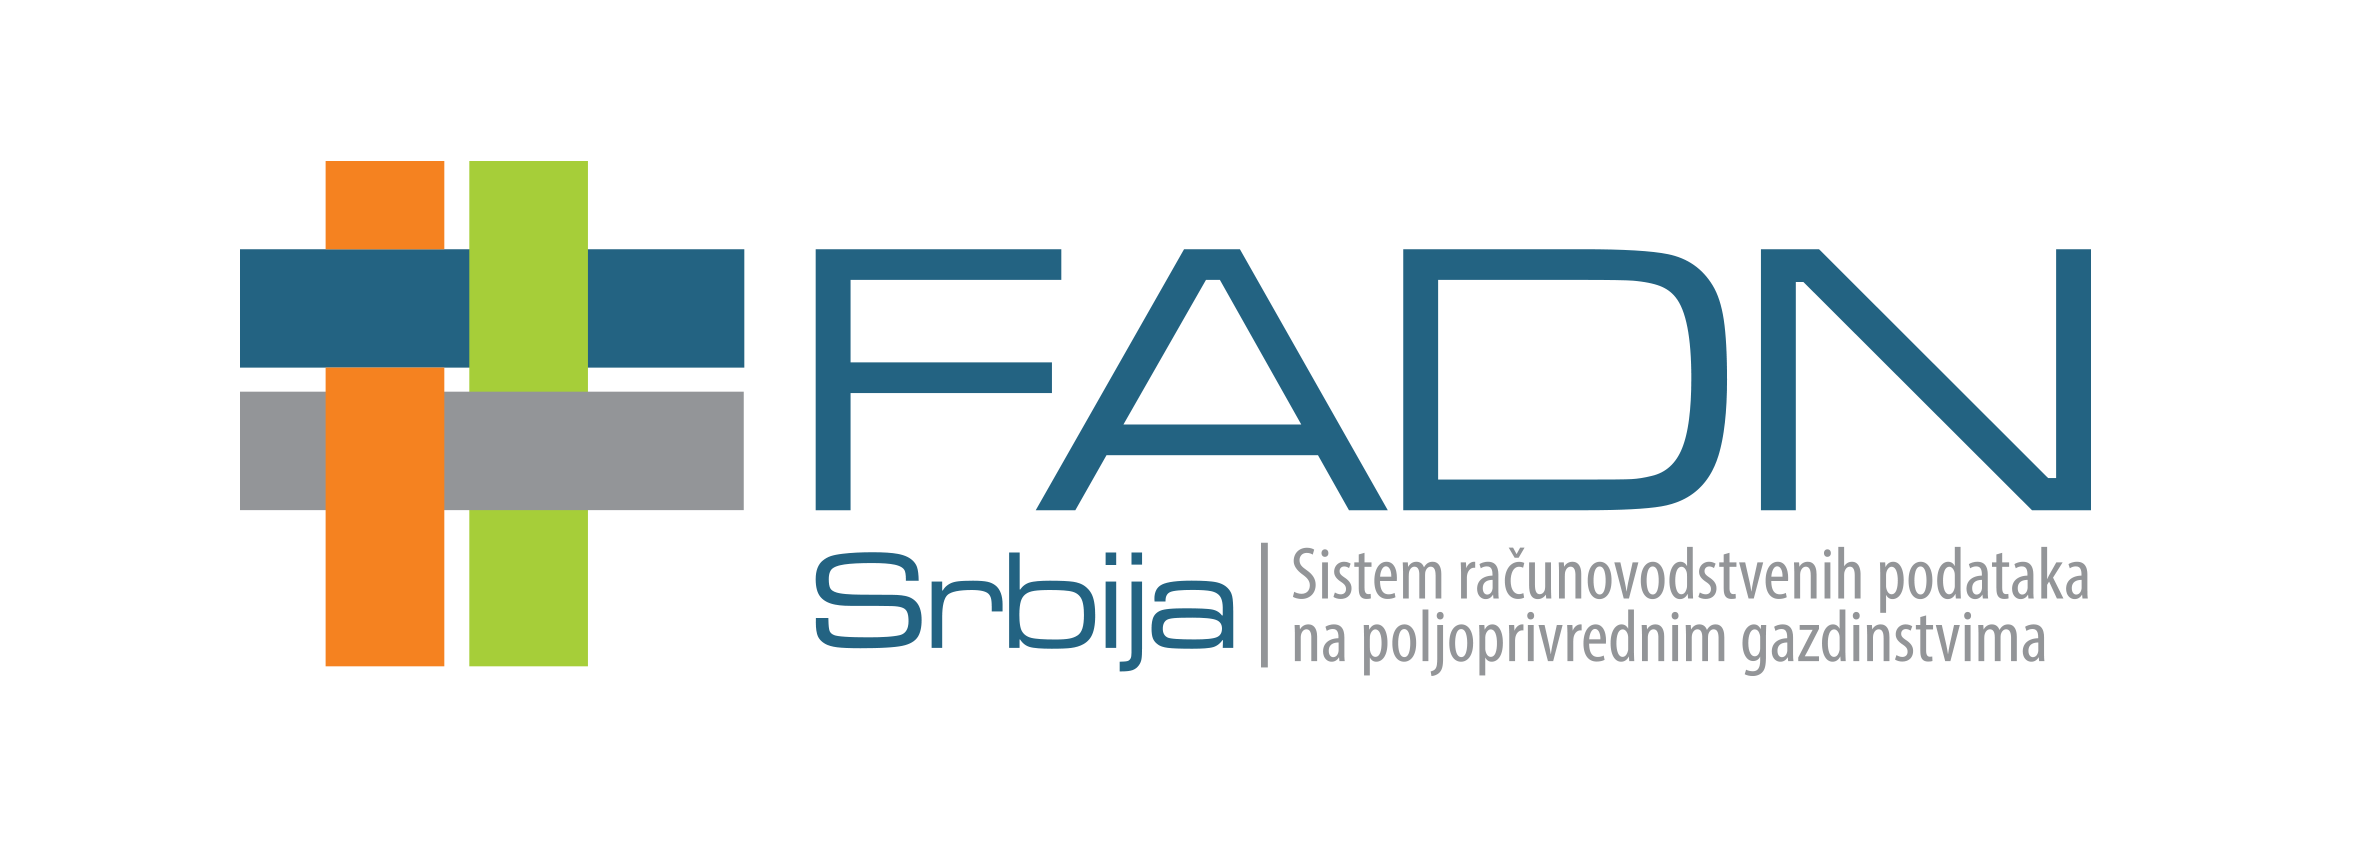 FADN
Srbija
Sistem računovodstvenih podataka
na poljoprivrednim gazdinstvima